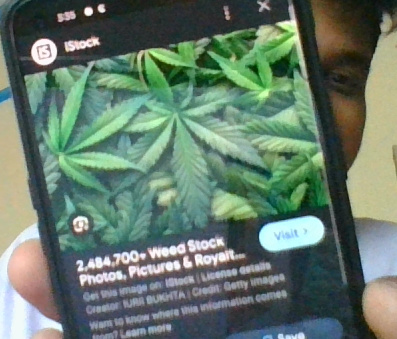 5:35
iS
iStock
Visit >
2,484,700+ Weed Stock
Photos, Pictures & Royalt...
Get this image on: iStock | License details
Creator: IURII BUKHTA | Credit: Getty Images
Want to know where this information comes
from? Learn more
Save